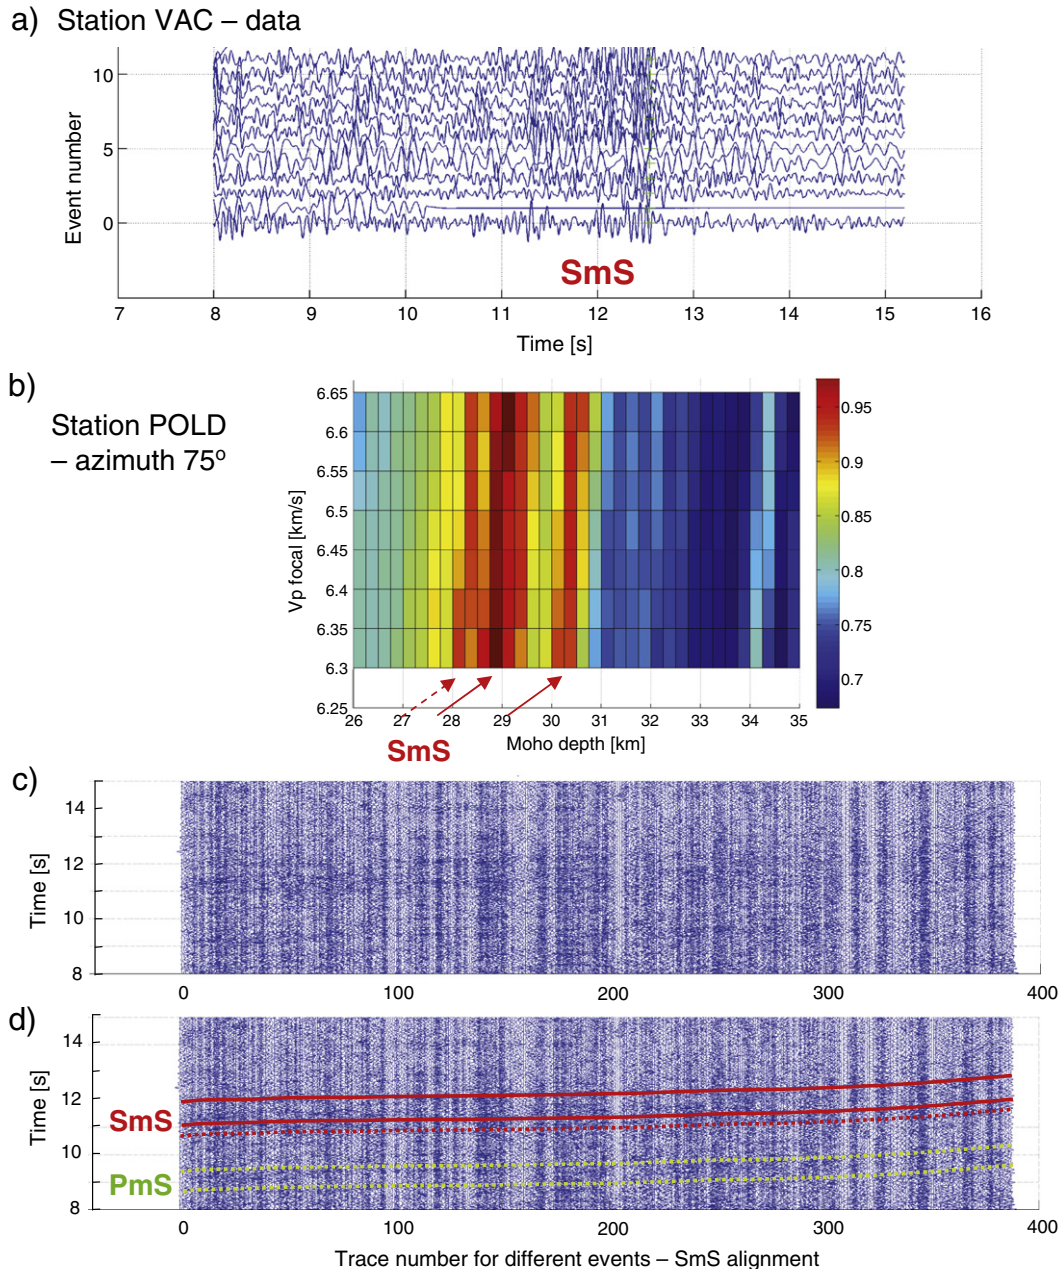 a) Station VAC – data
10
5
0
Event number
SmS
7 8 9 10 11 12 13 14 15 16
Time [s]
b)
Station POLD
– azimuth 75º
6.65
6.6
6.55
6.5
6.45
6.4
6.35
6.3
6.25
Vp focal [km/s]
0.95
0.9
0.85
0.8
0.75
0.7
26 27 28 29 30 31 32 33 34 35
SmS
Moho depth [km]
c)
14
12
10
8
Time [s]
0 100 200 300 400
d)
14
12
10
8
Time [s]
SmS
PmS
0 100 200 300 400
Trace number for different events – SmS alignment